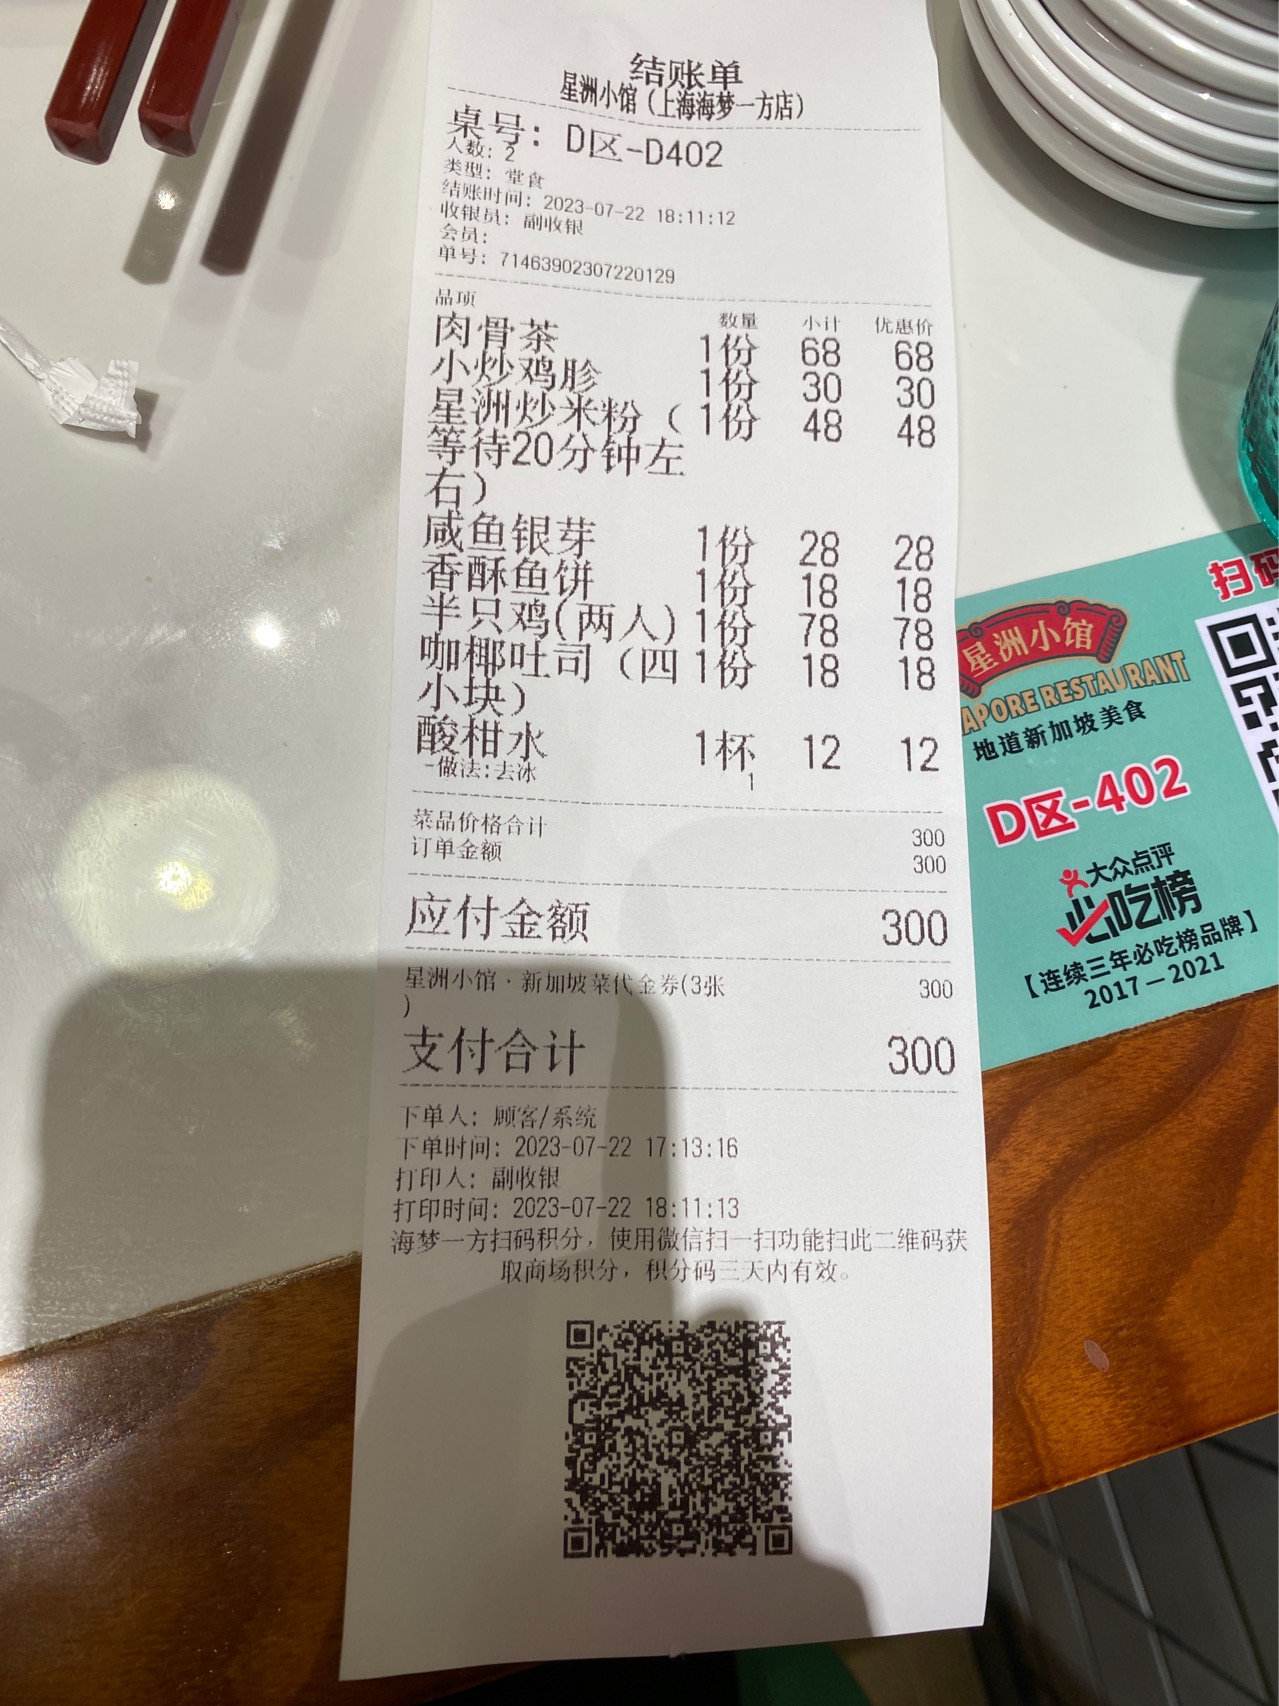 结账单
星洲小馆（上海海梦一方店）
桌号：D区-D402
人数：2
类型：堂食
结账时间：2023-07-22 18:11:12
收银员：副收银
会员：
单号：71463902307220129
品项 数量 小计 优惠价
肉骨茶 1份 68 68
小炒鸡胗 1份 30 30
星洲炒米粉（ 1份 48 48
等待20分钟左
右）
咸鱼银芽 1份 28 28
香酥鱼饼 1份 18 18
半只鸡(两人) 1份 78 78
咖椰吐司（四 1份 18 18
小块）
酸柑水 1杯 12 12
-做法:去冰 1
菜品价格合计 300
订单金额 300
应付金额 300
星洲小馆·新加坡菜代金券(3张 300
)
支付合计 300
下单人：顾客/系统
下单时间：2023-07-22 17:13:16
打印人：副收银
打印时间：2023-07-22 18:11:13
海梦一方扫码积分，使用微信扫一扫功能扫此二维码获
取商场积分，积分码三天内有效。
扫码
星洲小馆
APORE RESTAURANT
地道新加坡美食
D区-402
大众点评
必吃榜
【连续三年必吃榜品牌】
2017—2021